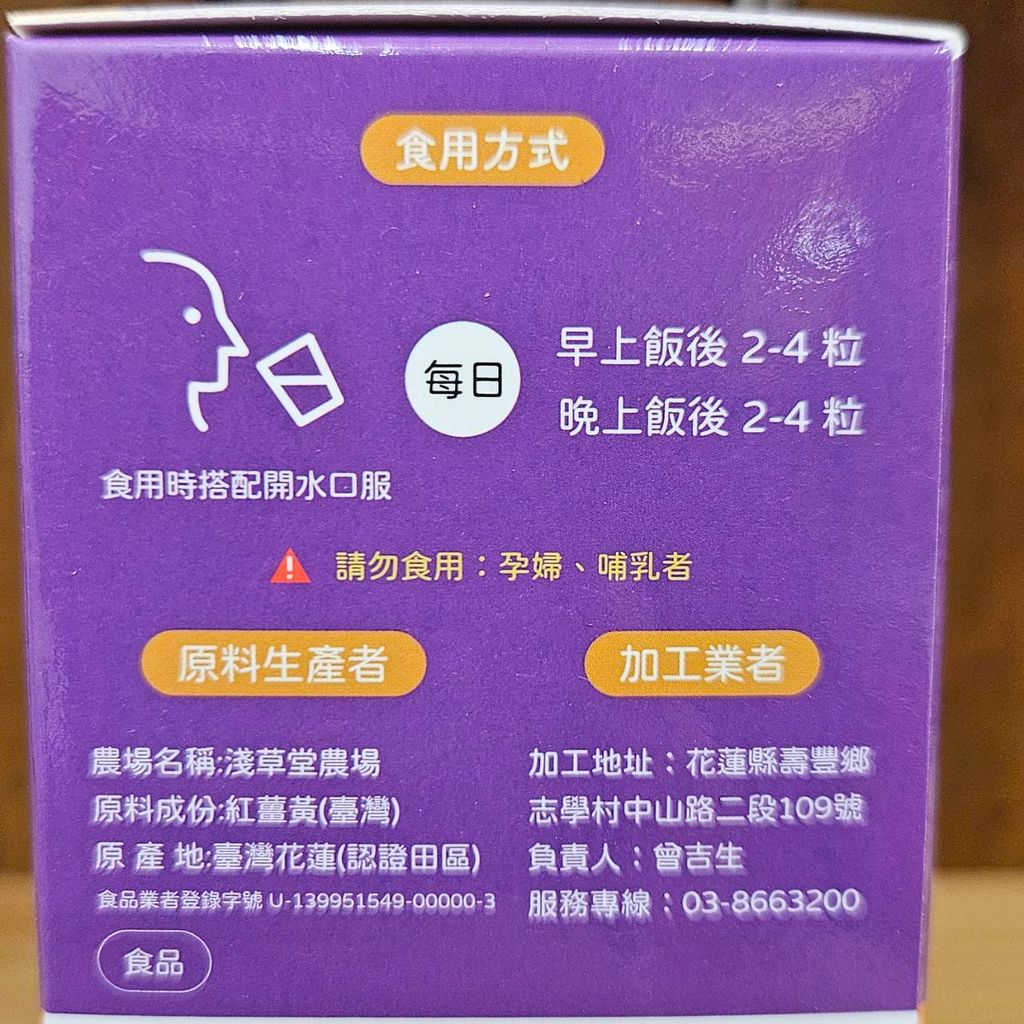 食用方式
每日
早上飯後 2-4 粒
晚上飯後 2-4 粒
食用時搭配開水口服
請勿食用：孕婦、哺乳者
原料生產者
農場名稱:淺草堂農場
原料成份:紅薑黃(臺灣)
原 產 地:臺灣花蓮(認證田區)
食品業者登錄字號 U-139951549-00000-3
食品
加工業者
加工地址：花蓮縣壽豐鄉
志學村中山路二段109號
負責人：曾吉生
服務專線：03-8663200